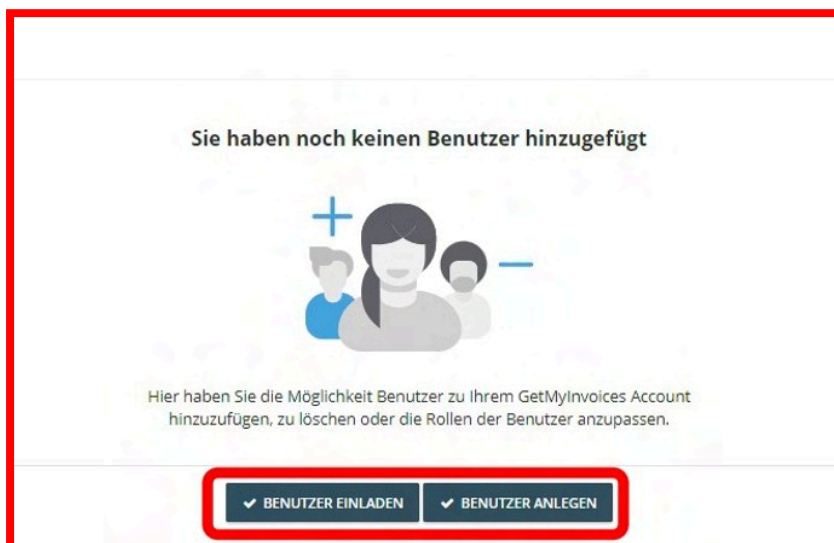 Sie haben noch keinen Benutzer hinzugefügt
Hier haben Sie die Möglichkeit Benutzer zu Ihrem GetMyInvoices Account
hinzuzufügen, zu löschen oder die Rollen der Benutzer anzupassen.
BENUTZER EINLADEN BENUTZER ANLEGEN